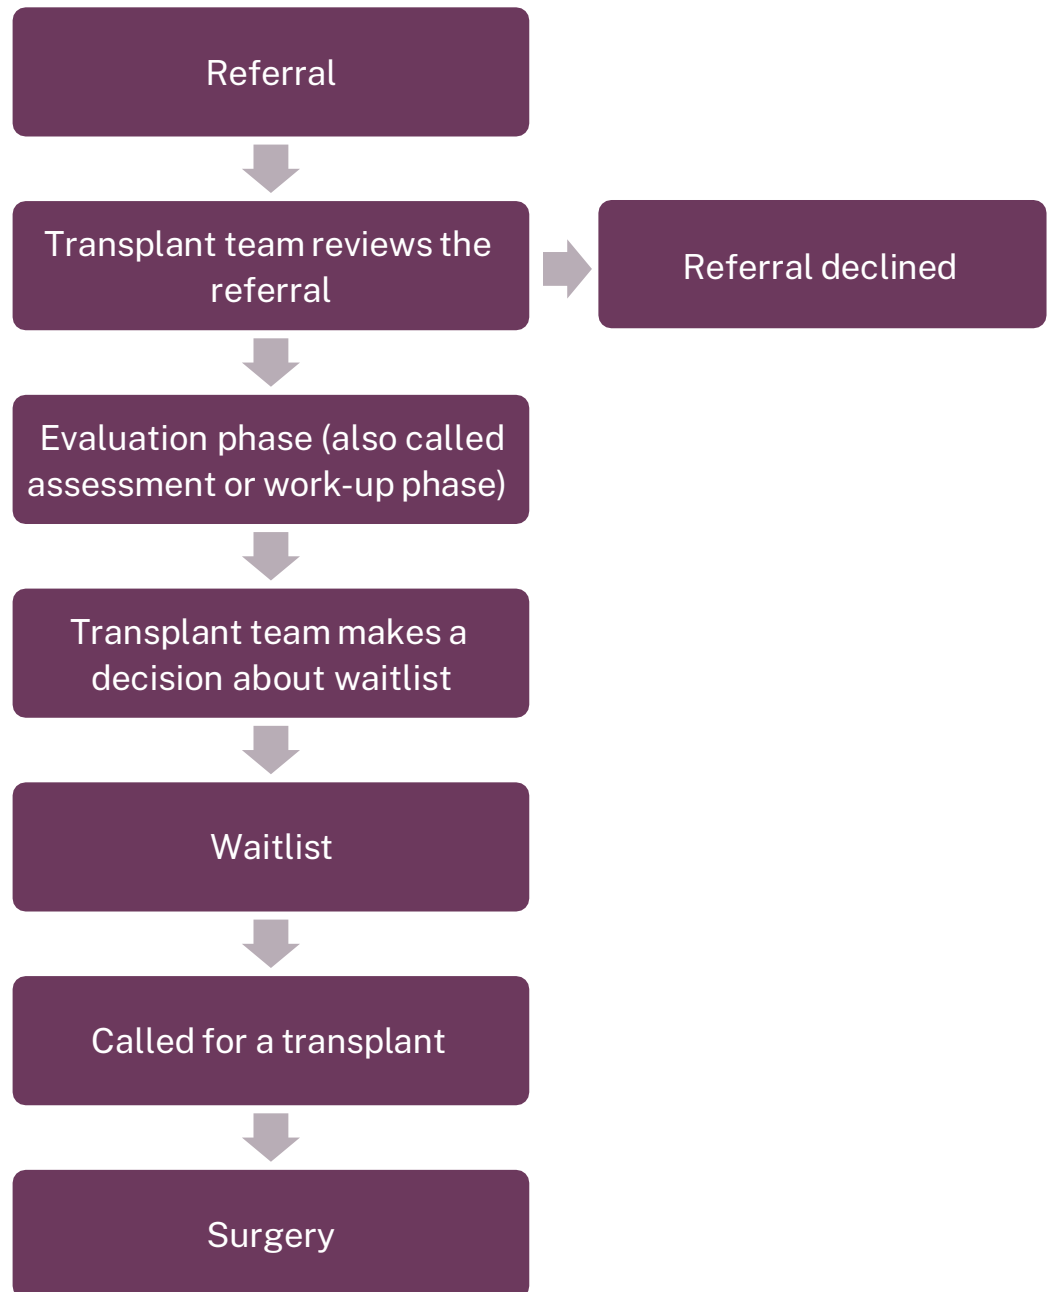 Referral
Transplant team reviews the
referral
Referral declined
Evaluation phase (also called
assessment or work-up phase)
Transplant team makes a
decision about waitlist
Waitlist
Called for a transplant
Surgery